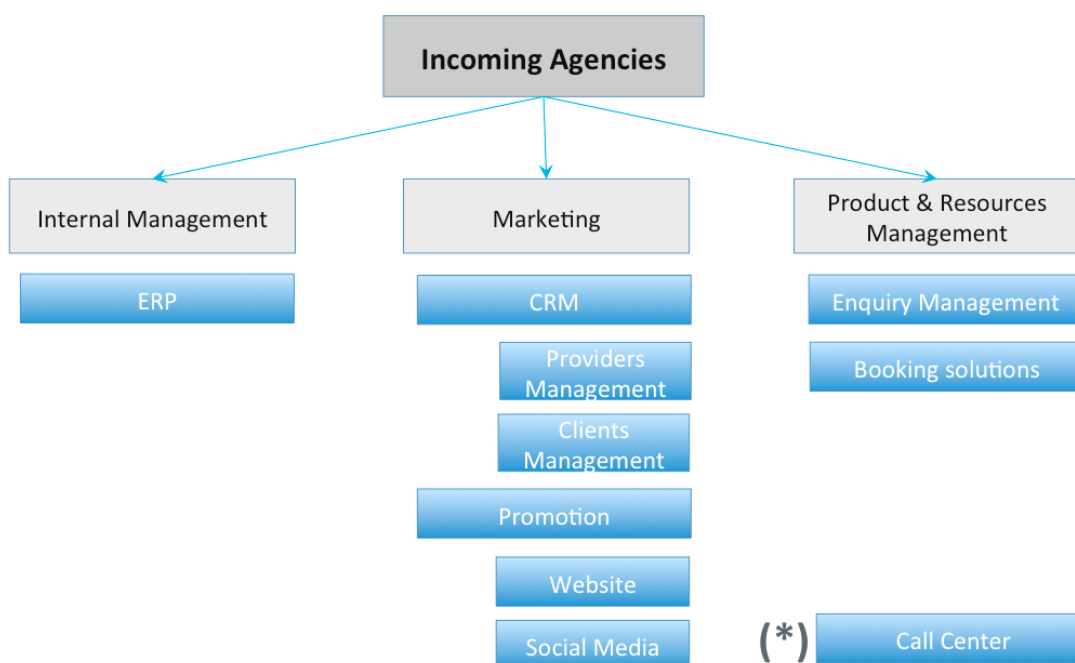 Incoming Agencies
Internal Management
Marketing
Product & Resources
Management
ERP
CRM
Enquiry Management
Providers
Management
Booking solutions
Clients
Management
Promotion
Website
Social Media
(*)
Call Center